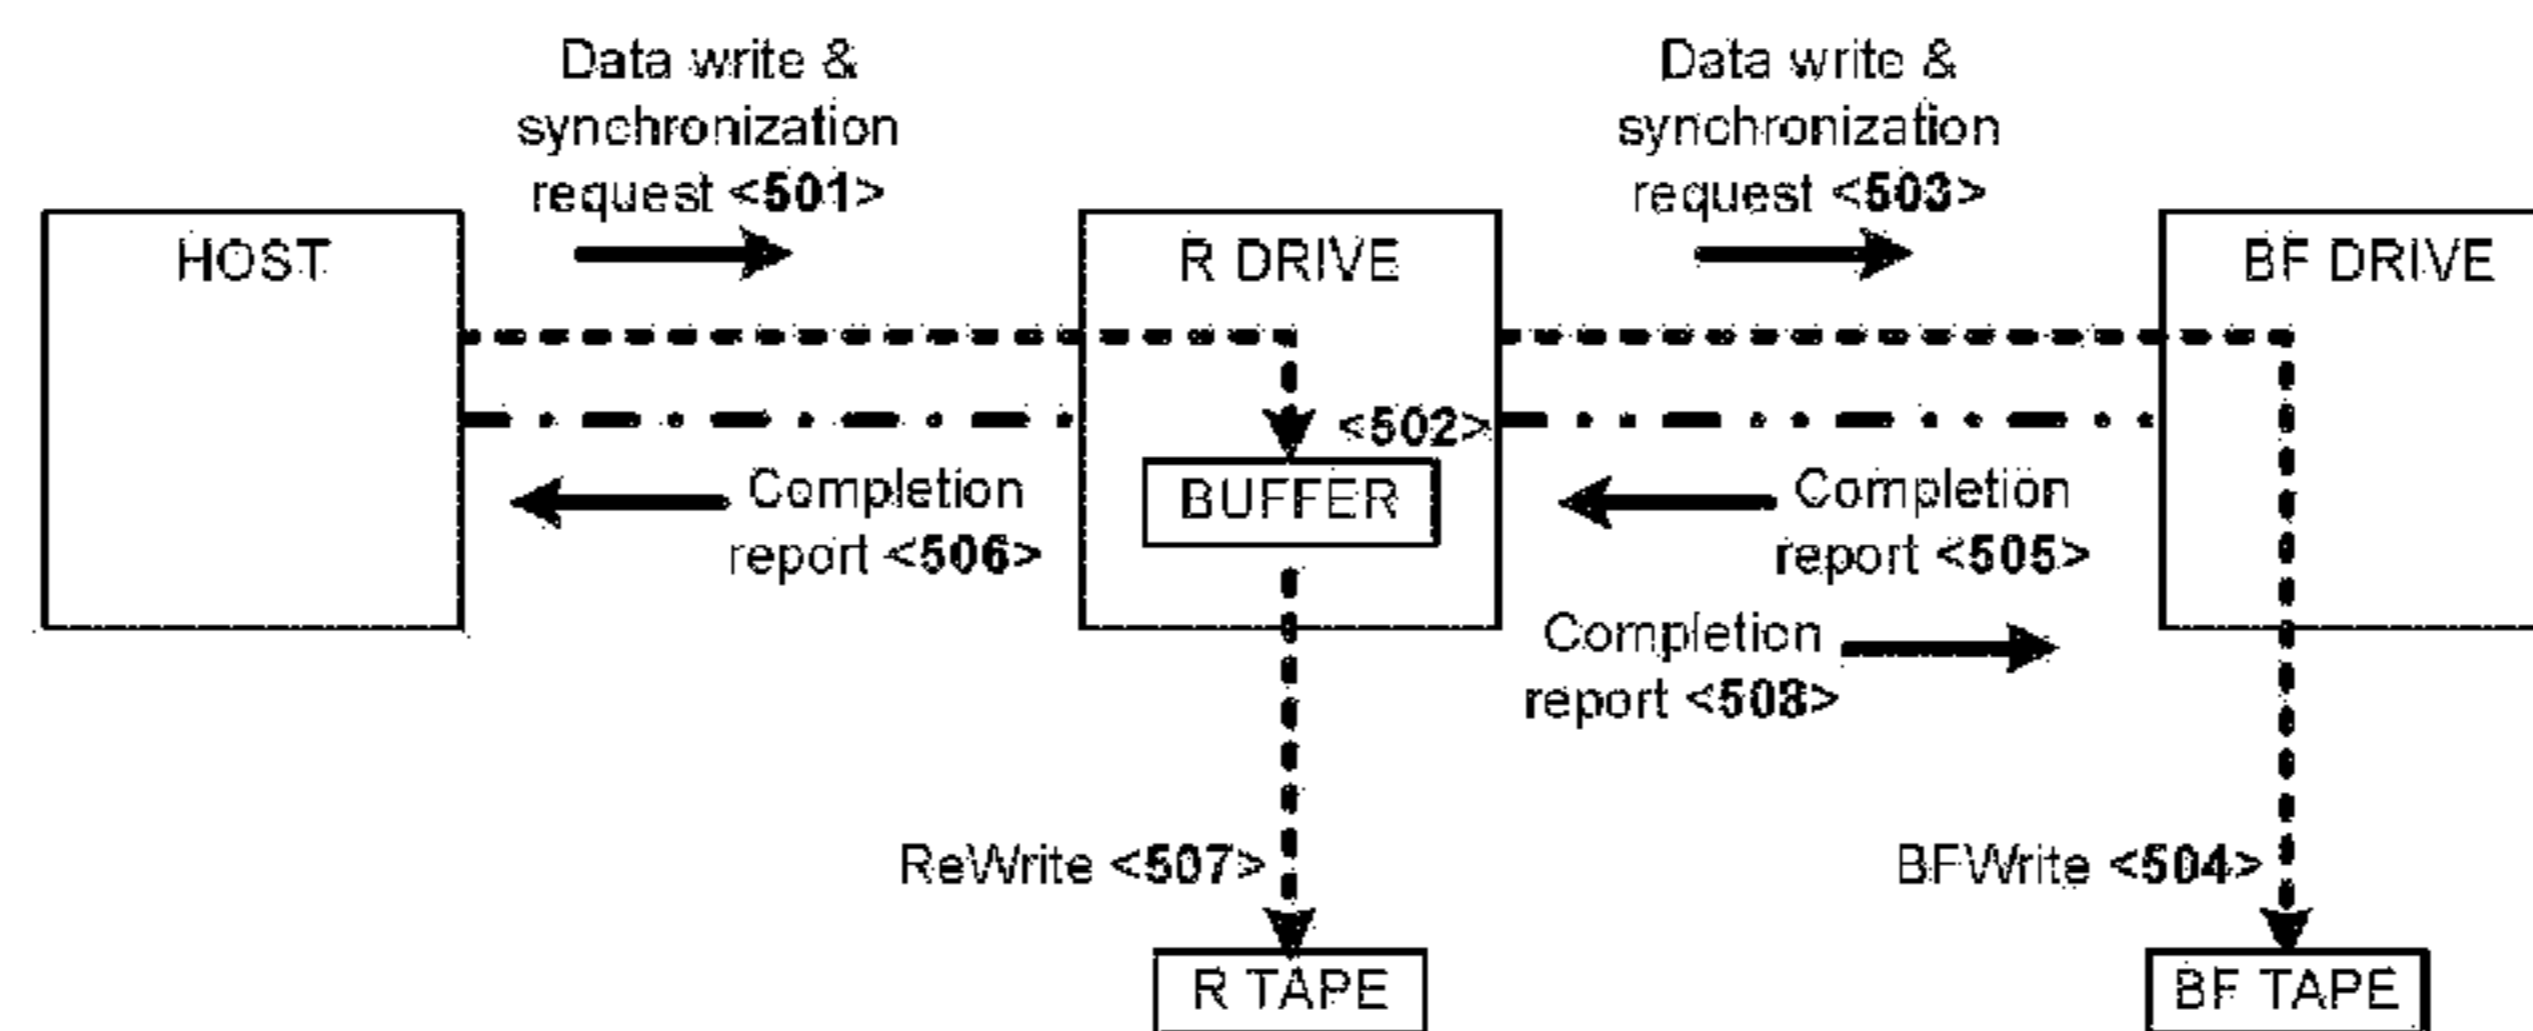 Data write &
synchronization
request <501>
Data write &
synchronization
request <503>
HOST
R DRIVE
BF DRIVE
<502>
BUFFER
Completion
report <506>
Completion
report <505>
Completion
report <508>
ReWrite <507>
BFWrite <504>
R TAPE
BF TAPE